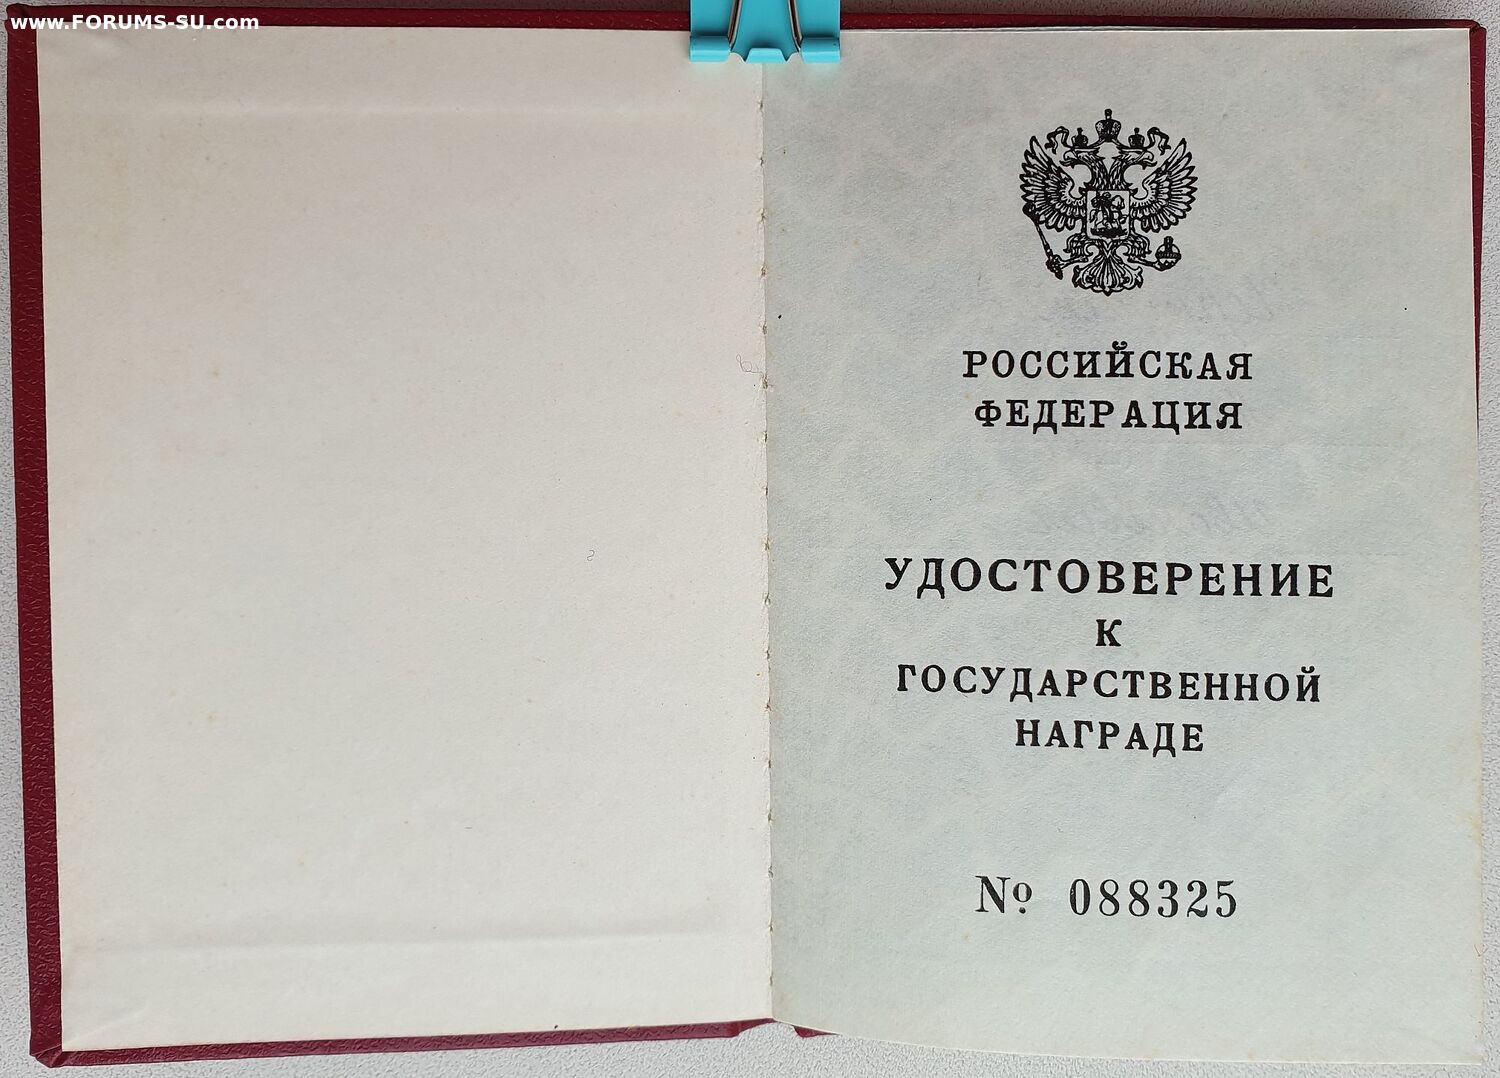 www.FORUMS-SU.com
РОССИЙСКАЯ
ФЕДЕРАЦИЯ
УДОСТОВЕРЕНИЕ
К
ГОСУДАРСТВЕННОЙ
НАГРАДЕ
№ 088325